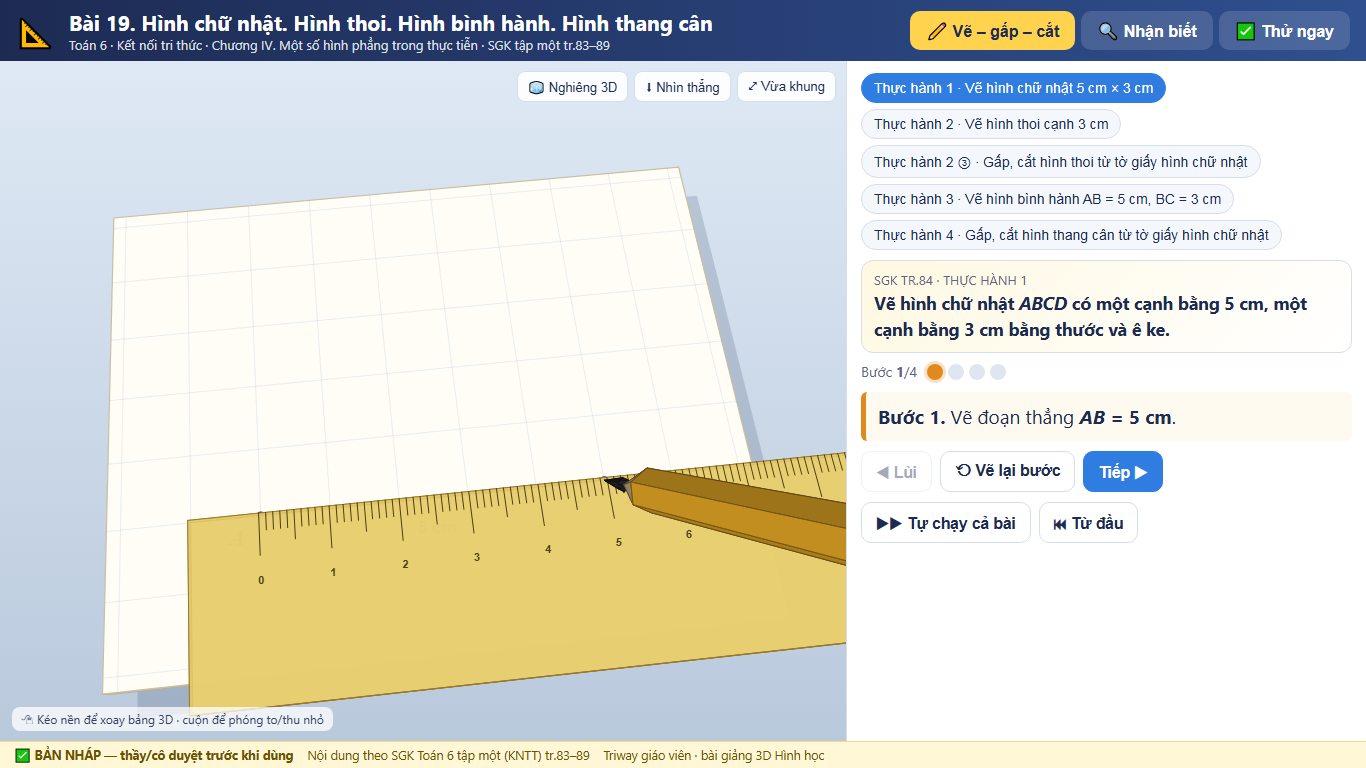 Bài 19. Hình chữ nhật. Hình thoi. Hình bình hành. Hình thang cân
Toán 6 · Kết nối tri thức · Chương IV. Một số hình phẳng trong thực tiễn · SGK tập một tr.83–89
Vẽ – gấp – cắt
Nhận biết
Thử ngay
Nghiêng 3D
Nhìn thẳng
Vừa khung
0 1 2 3 4 5 6
Kéo nền để xoay bảng 3D · cuộn để phóng to/thu nhỏ
Thực hành 1 · Vẽ hình chữ nhật 5 cm × 3 cm
Thực hành 2 · Vẽ hình thoi cạnh 3 cm
Thực hành 2 ③ · Gấp, cắt hình thoi từ tờ giấy hình chữ nhật
Thực hành 3 · Vẽ hình bình hành AB = 5 cm, BC = 3 cm
Thực hành 4 · Gấp, cắt hình thang cân từ tờ giấy hình chữ nhật
SGK TR.84 · THỰC HÀNH 1
Vẽ hình chữ nhật ABCD có một cạnh bằng 5 cm, một
cạnh bằng 3 cm bằng thước và ê ke.
Bước 1/4
Bước 1. Vẽ đoạn thẳng AB = 5 cm.
◀ Lùi
Vẽ lại bước
Tiếp ▶
▶▶ Tự chạy cả bài
⏮ Từ đầu
BẢN NHÁP — thầy/cô duyệt trước khi dùng
Nội dung theo SGK Toán 6 tập một (KNTT) tr.83–89
Triway giáo viên · bài giảng 3D Hình học